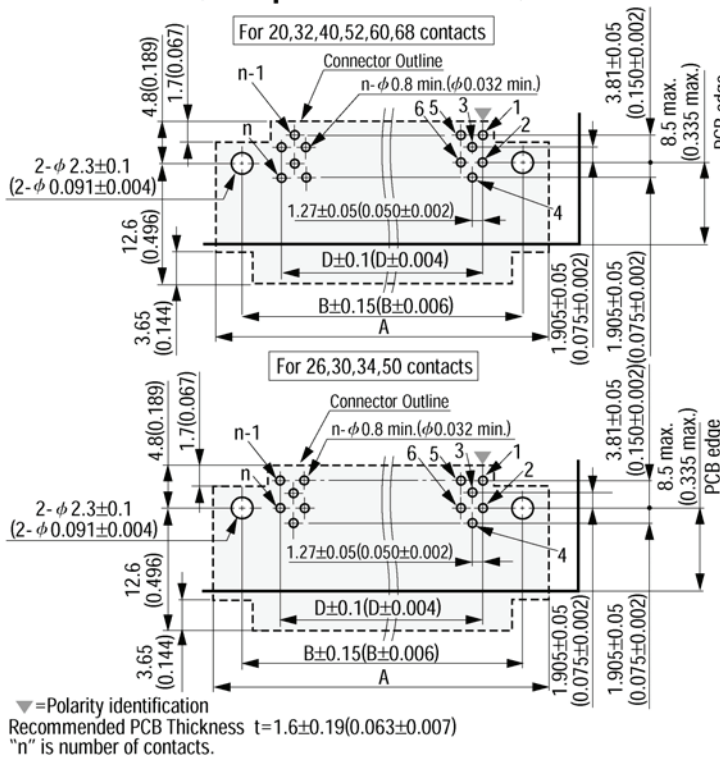 For 20,32,40,52,60,68 contacts
4.8(0.189)
1.7(0.067)
n-1
Connector Outline
n-ϕ0.8 min.(ϕ0.032 min.)
6 5 3 1
2
n
4
2-ϕ2.3±0.1
(2-ϕ0.091±0.004)
1.27±0.05(0.050±0.002)
12.6
(0.496)
3.65
(0.144)
D±0.1(D±0.004)
B±0.15(B±0.006)
A
3.81±0.05
(0.150±0.002)
8.5 max.
(0.335 max.)
PCB edge
1.905±0.05
(0.075±0.002)
1.905±0.05
(0.075±0.002)
For 26,30,34,50 contacts
4.8(0.189)
1.7(0.067)
n-1
Connector Outline
n-ϕ0.8 min.(ϕ0.032 min.)
6 5 3 1
2
n
4
2-ϕ2.3±0.1
(2-ϕ0.091±0.004)
1.27±0.05(0.050±0.002)
12.6
(0.496)
3.65
(0.144)
D±0.1(D±0.004)
B±0.15(B±0.006)
A
3.81±0.05
(0.150±0.002)
8.5 max.
(0.335 max.)
PCB edge
1.905±0.05
(0.075±0.002)
1.905±0.05
(0.075±0.002)
▼=Polarity identification
Recommended PCB Thickness t=1.6±0.19(0.063±0.007)
"n" is number of contacts.